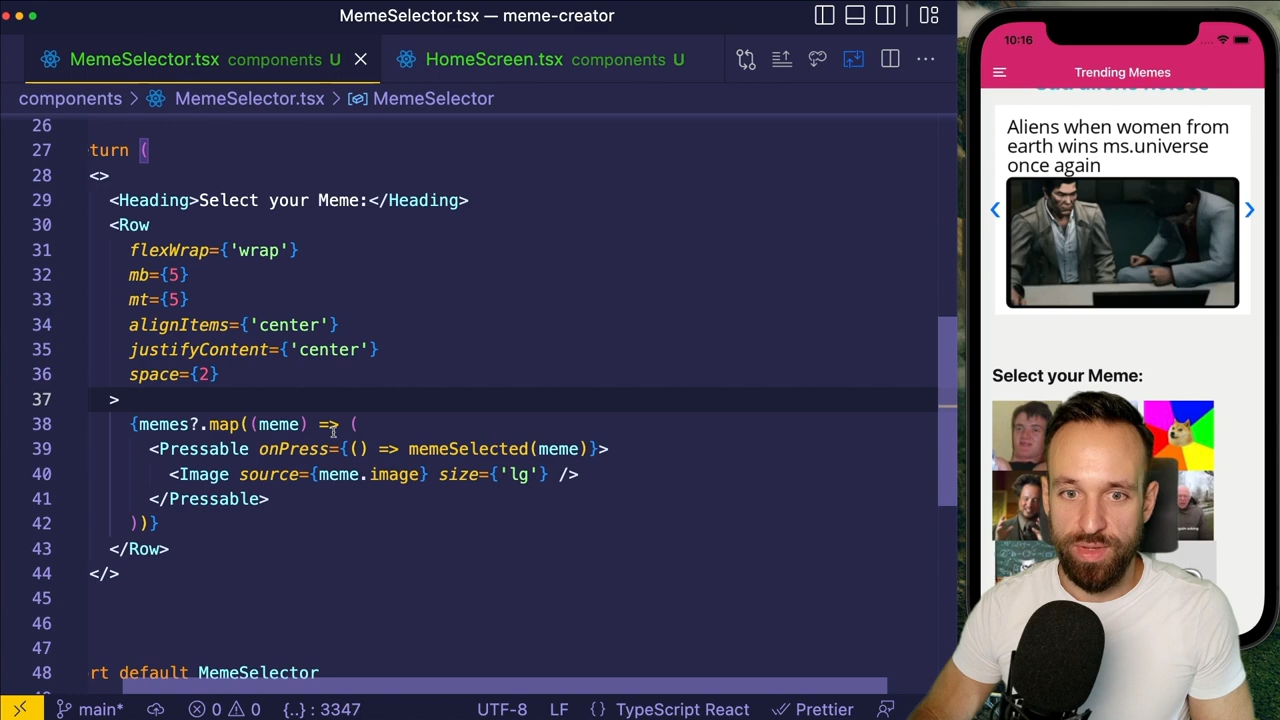 MemeSelector.tsx — meme-creator
MemeSelector.tsx components U
HomeScreen.tsx components U
components > MemeSelector.tsx > MemeSelector
26
27 turn (
28 <>
29 <Heading>Select your Meme:</Heading>
30 <Row
31 flexWrap={'wrap'}
32 mb={5}
33 mt={5}
34 alignItems={'center'}
35 justifyContent={'center'}
36 space={2}
37 >
38 {memes?.map((meme) => (
39 <Pressable onPress={() => memeSelected(meme)}>
40 <Image source={meme.image} size={'lg'} />
41 </Pressable>
42 ))}
43 </Row>
44 </>
45
46
47
48 rt default MemeSelector
main* 0 0 {..} : 3347 UTF-8 LF {} TypeScript React Prettier
10:16
Trending Memes
Aliens when women from
earth wins ms.universe
once again
Select your Meme: